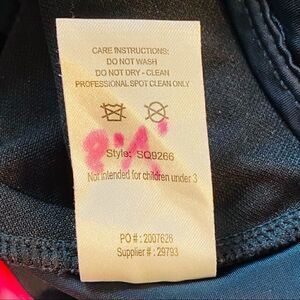 CARE INSTRUCTIONS:
DO NOT WASH
DO NOT DRY - CLEAN
PROFESSIONAL SPOT CLEAN ONLY
Style: SQ9266
Not intended for children under 3
PO # : 2007626
Supplier # : 29793